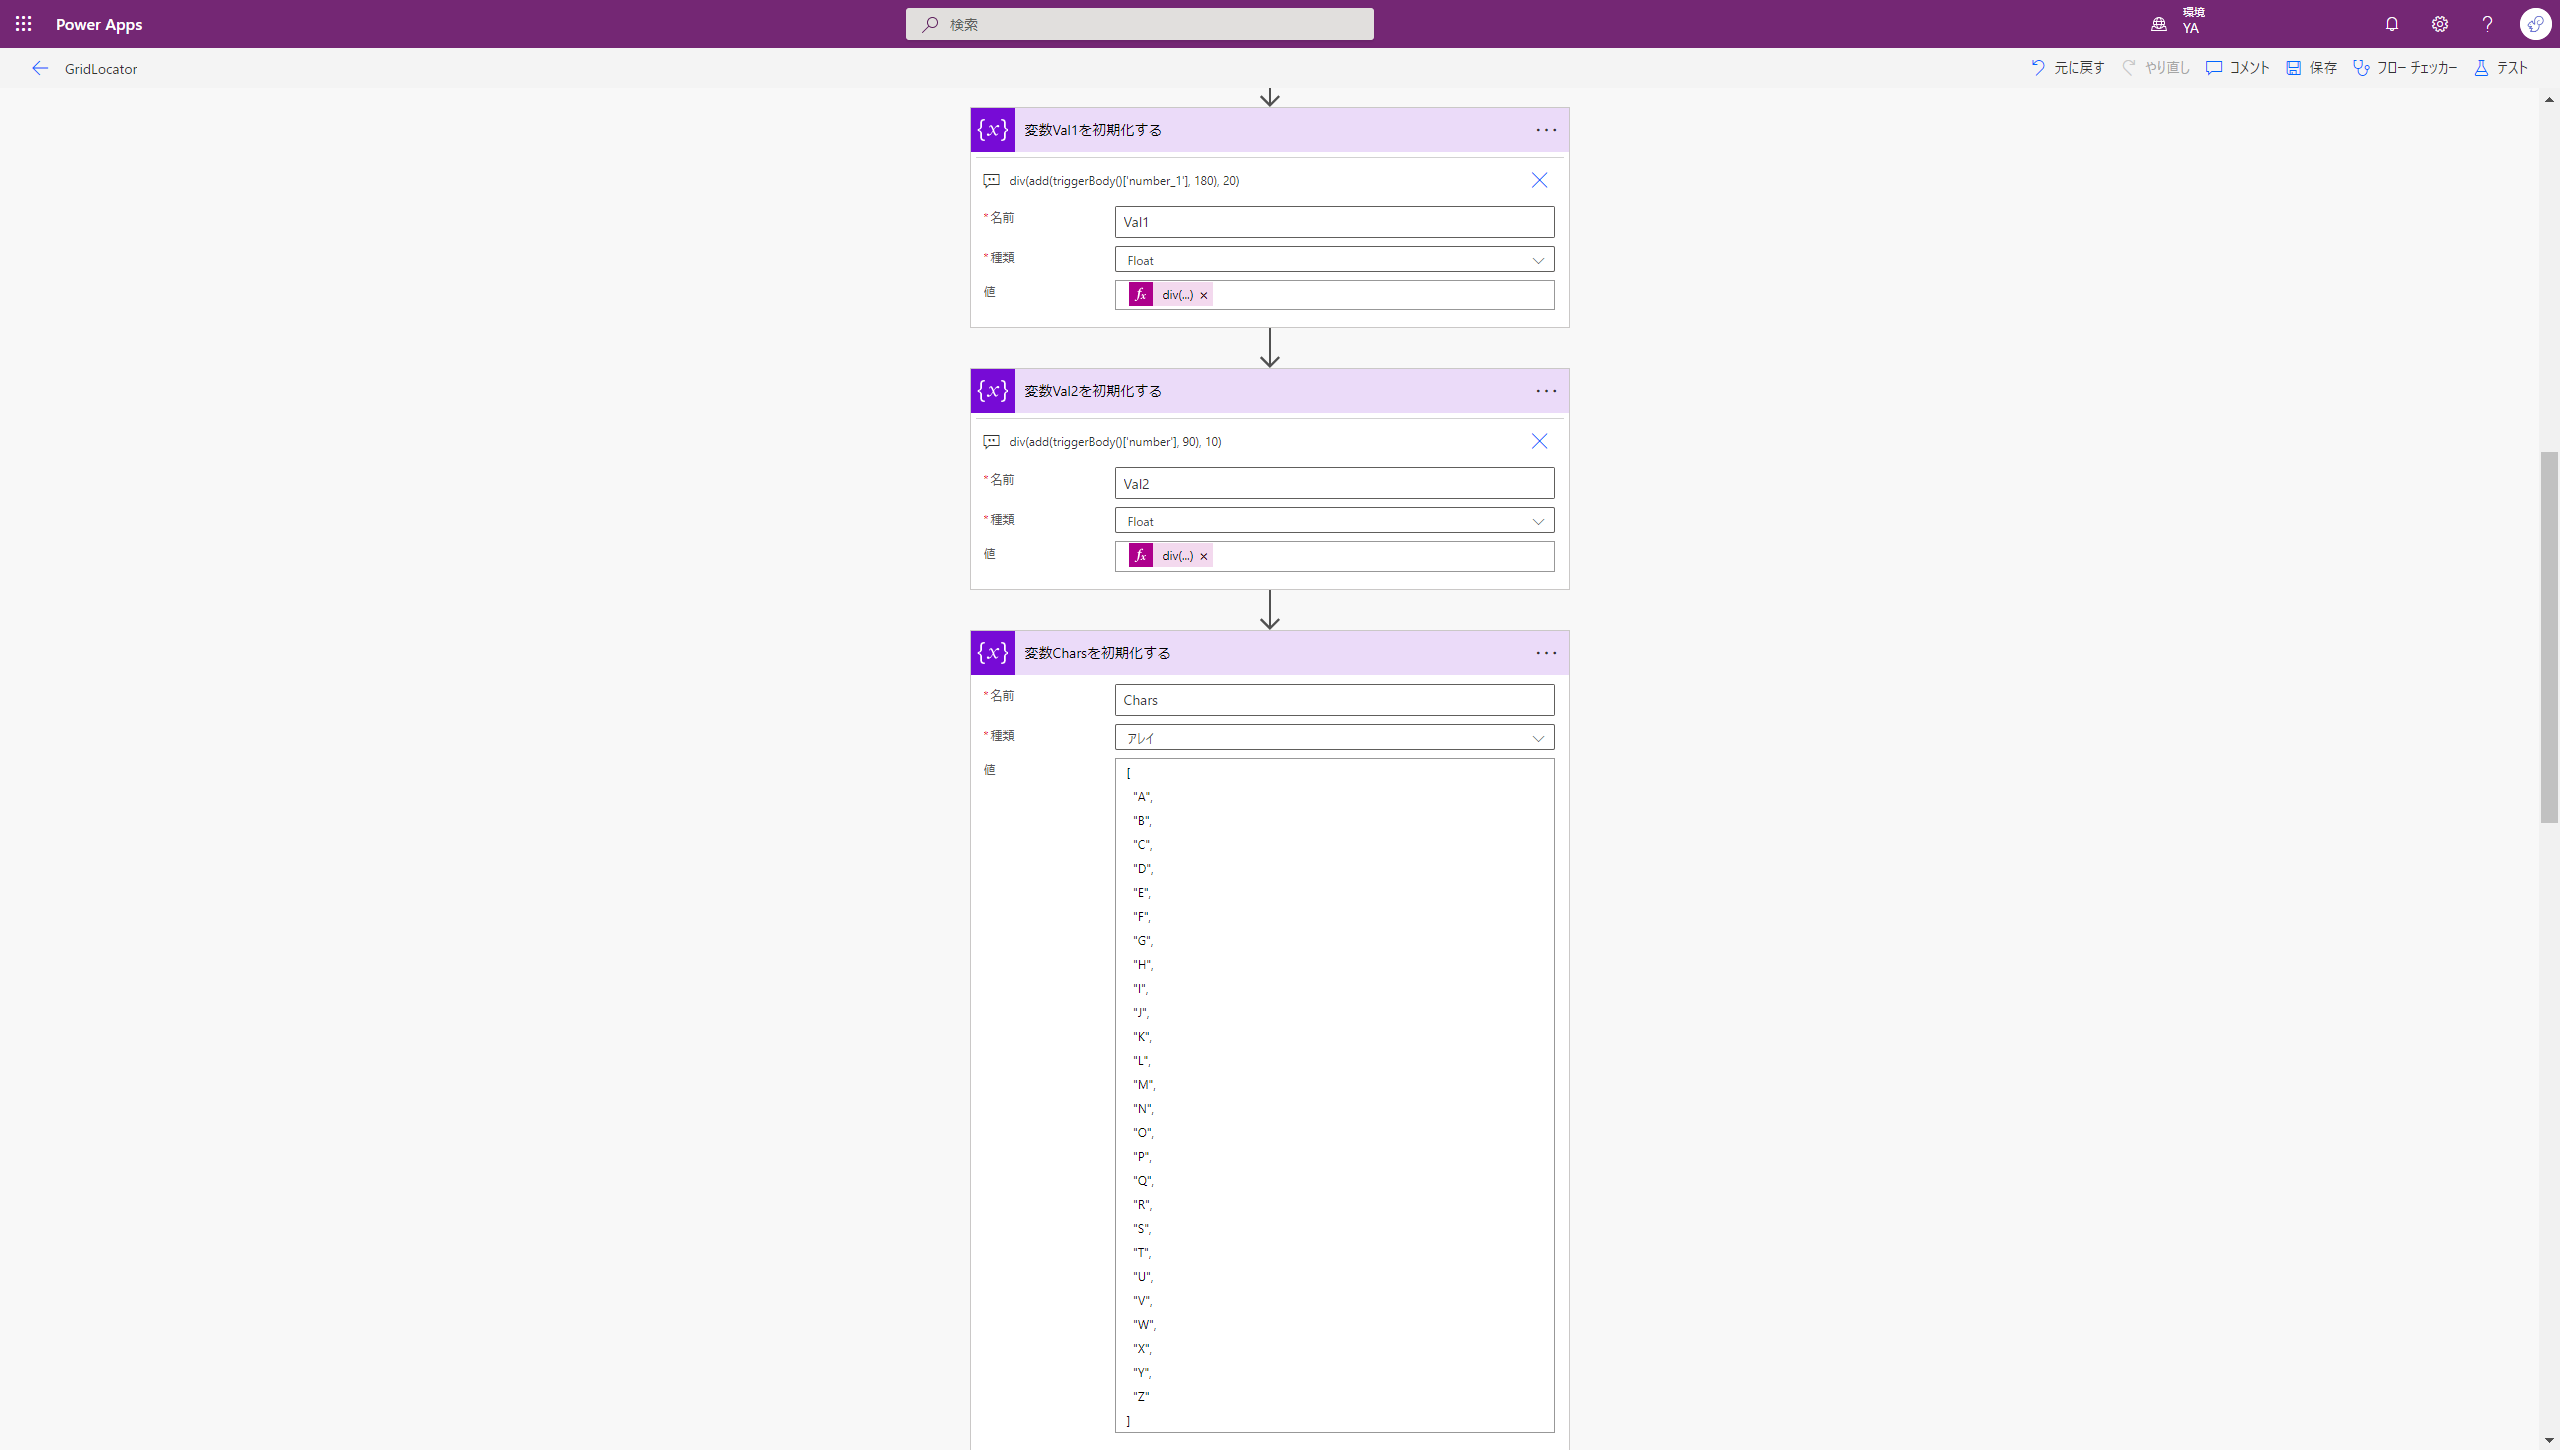 Power Apps
検索
環境
YA
GridLocator
元に戻す
やり直し
コメント
保存
フロー チェッカー
テスト
{x} 変数Val1を初期化する
div(add(triggerBody()['number_1'], 180), 20)
*名前 Val1
*種類 Float
値 fx div(...) ×
{x} 変数Val2を初期化する
div(add(triggerBody()['number'], 90), 10)
*名前 Val2
*種類 Float
値 fx div(...) ×
{x} 変数Charsを初期化する
*名前 Chars
*種類 アレイ
値 [
"A",
"B",
"C",
"D",
"E",
"F",
"G",
"H",
"I",
"J",
"K",
"L",
"M",
"N",
"O",
"P",
"Q",
"R",
"S",
"T",
"U",
"V",
"W",
"X",
"Y",
"Z"
]